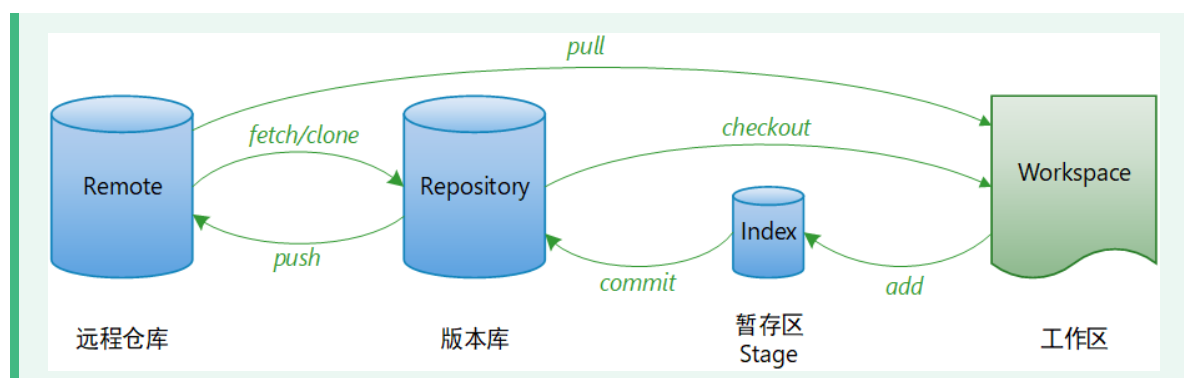 pull
fetch/clone
checkout
Remote
Repository
Workspace
Index
push
commit
add
远程仓库
版本库
暂存区
Stage
工作区